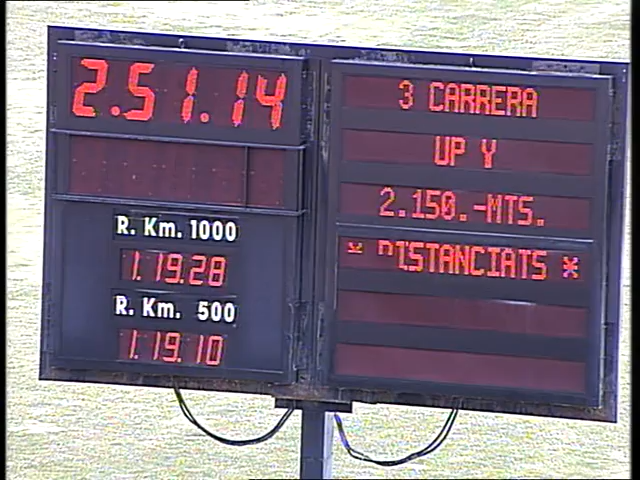 2.51.14
R. Km. 1000
1.19.28
R. Km. 500
1.19.10
3 CARRERA
UP Y
2.150.-MTS.
* DISTANCIATS *